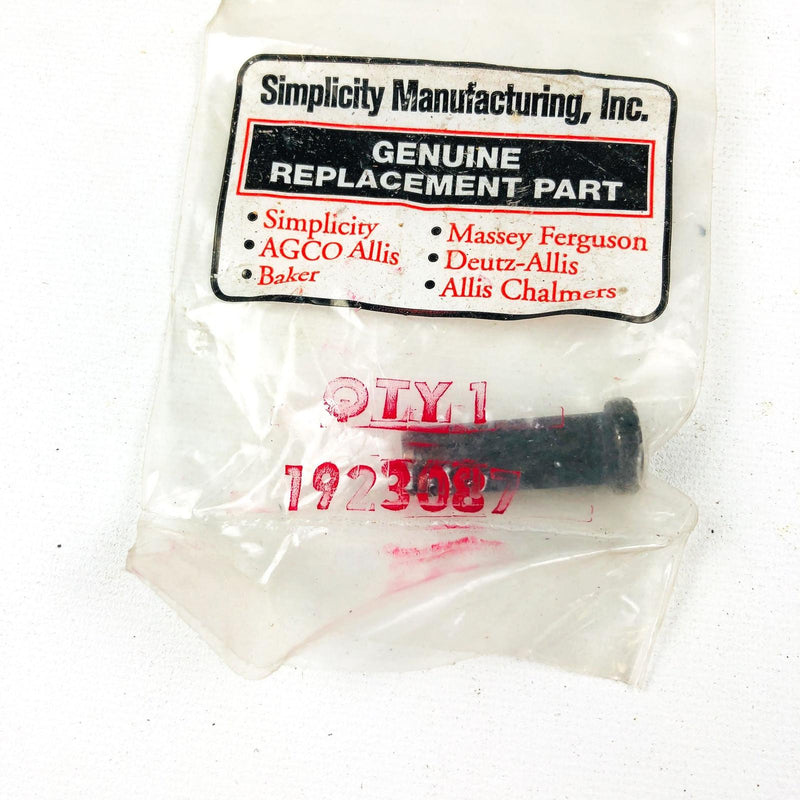 Simplicity Manufacturing, Inc.
GENUINE
REPLACEMENT PART
• Simplicity
• AGCO Allis
• Baker
• Massey Ferguson
• Deutz-Allis
• Allis Chalmers
QTY 1
1923087